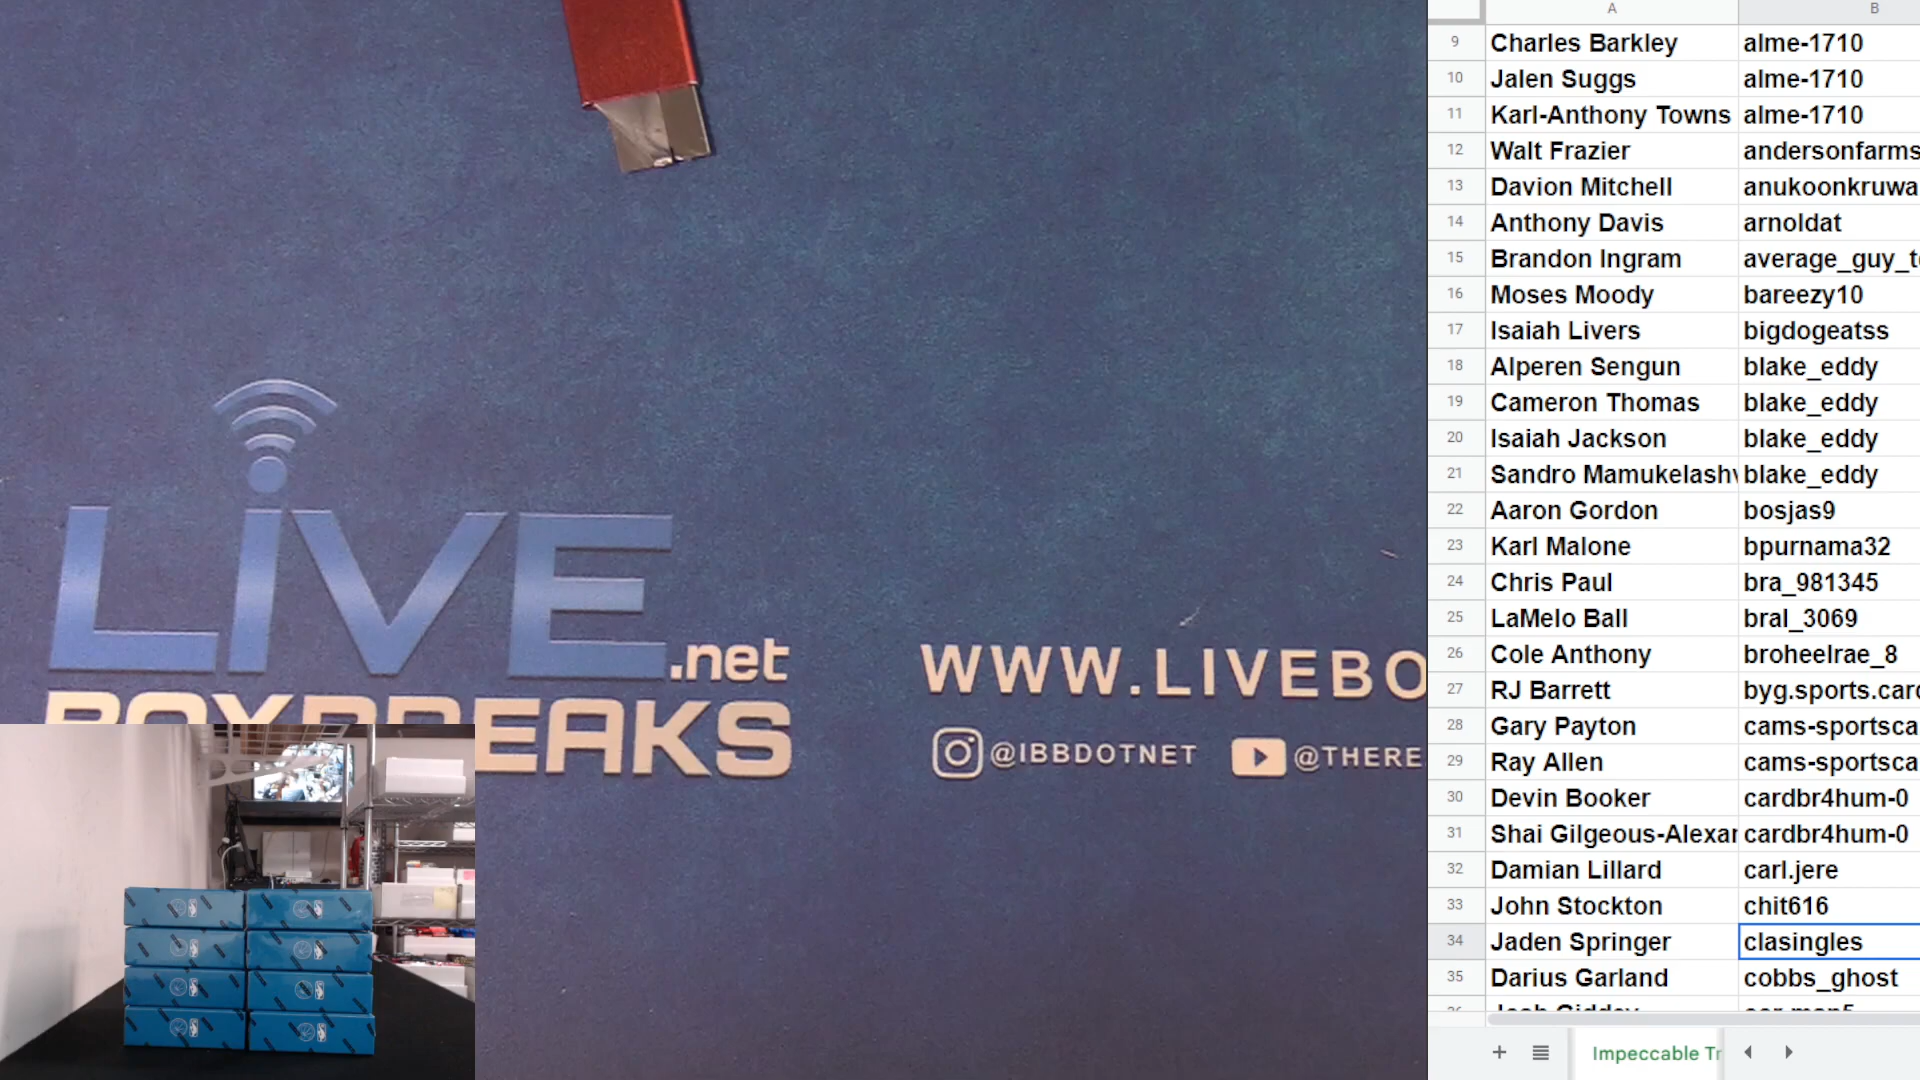 LIVE
.net
BOXBREAKS
WWW.LIVEBO
@IBBDOTNET @THERE
A B
9 Charles Barkley alme-1710
10 Jalen Suggs alme-1710
11 Karl-Anthony Towns alme-1710
12 Walt Frazier andersonfarms
13 Davion Mitchell anukoonkruwa
14 Anthony Davis arnoldat
15 Brandon Ingram average_guy_t
16 Moses Moody bareezy10
17 Isaiah Livers bigdogeatss
18 Alperen Sengun blake_eddy
19 Cameron Thomas blake_eddy
20 Isaiah Jackson blake_eddy
21 Sandro Mamukelashv blake_eddy
22 Aaron Gordon bosjas9
23 Karl Malone bpurnama32
24 Chris Paul bra_981345
25 LaMelo Ball bral_3069
26 Cole Anthony broheelrae_8
27 RJ Barrett byg.sports.card
28 Gary Payton cams-sportsca
29 Ray Allen cams-sportsca
30 Devin Booker cardbr4hum-0
31 Shai Gilgeous-Alexar cardbr4hum-0
32 Damian Lillard carl.jere
33 John Stockton chit616
34 Jaden Springer clasingles
35 Darius Garland cobbs_ghost
Impeccable Tr